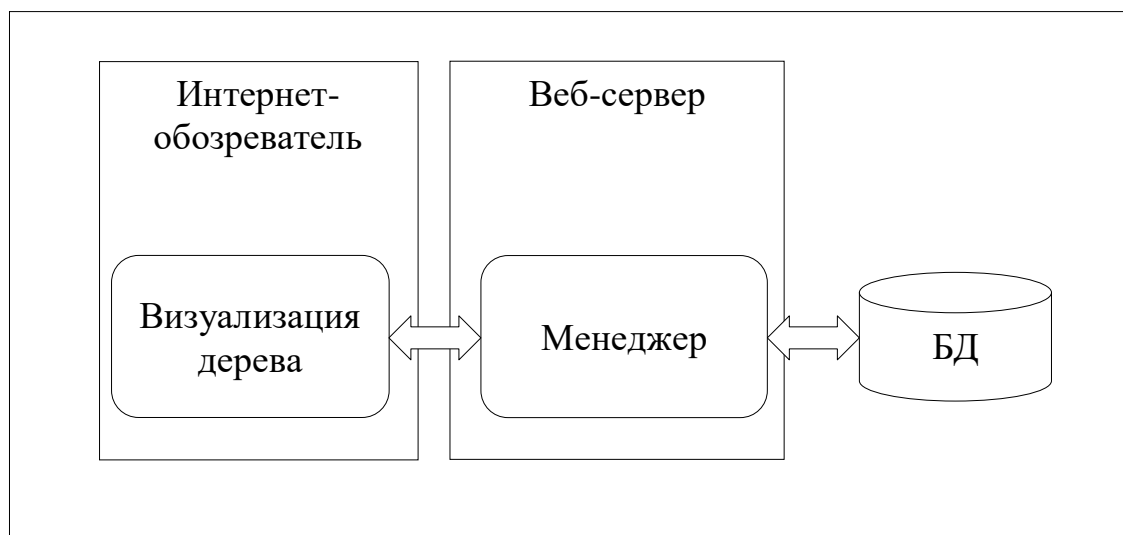 Интернет-
обозреватель
Веб-сервер
Визуализация
дерева
Менеджер
БД